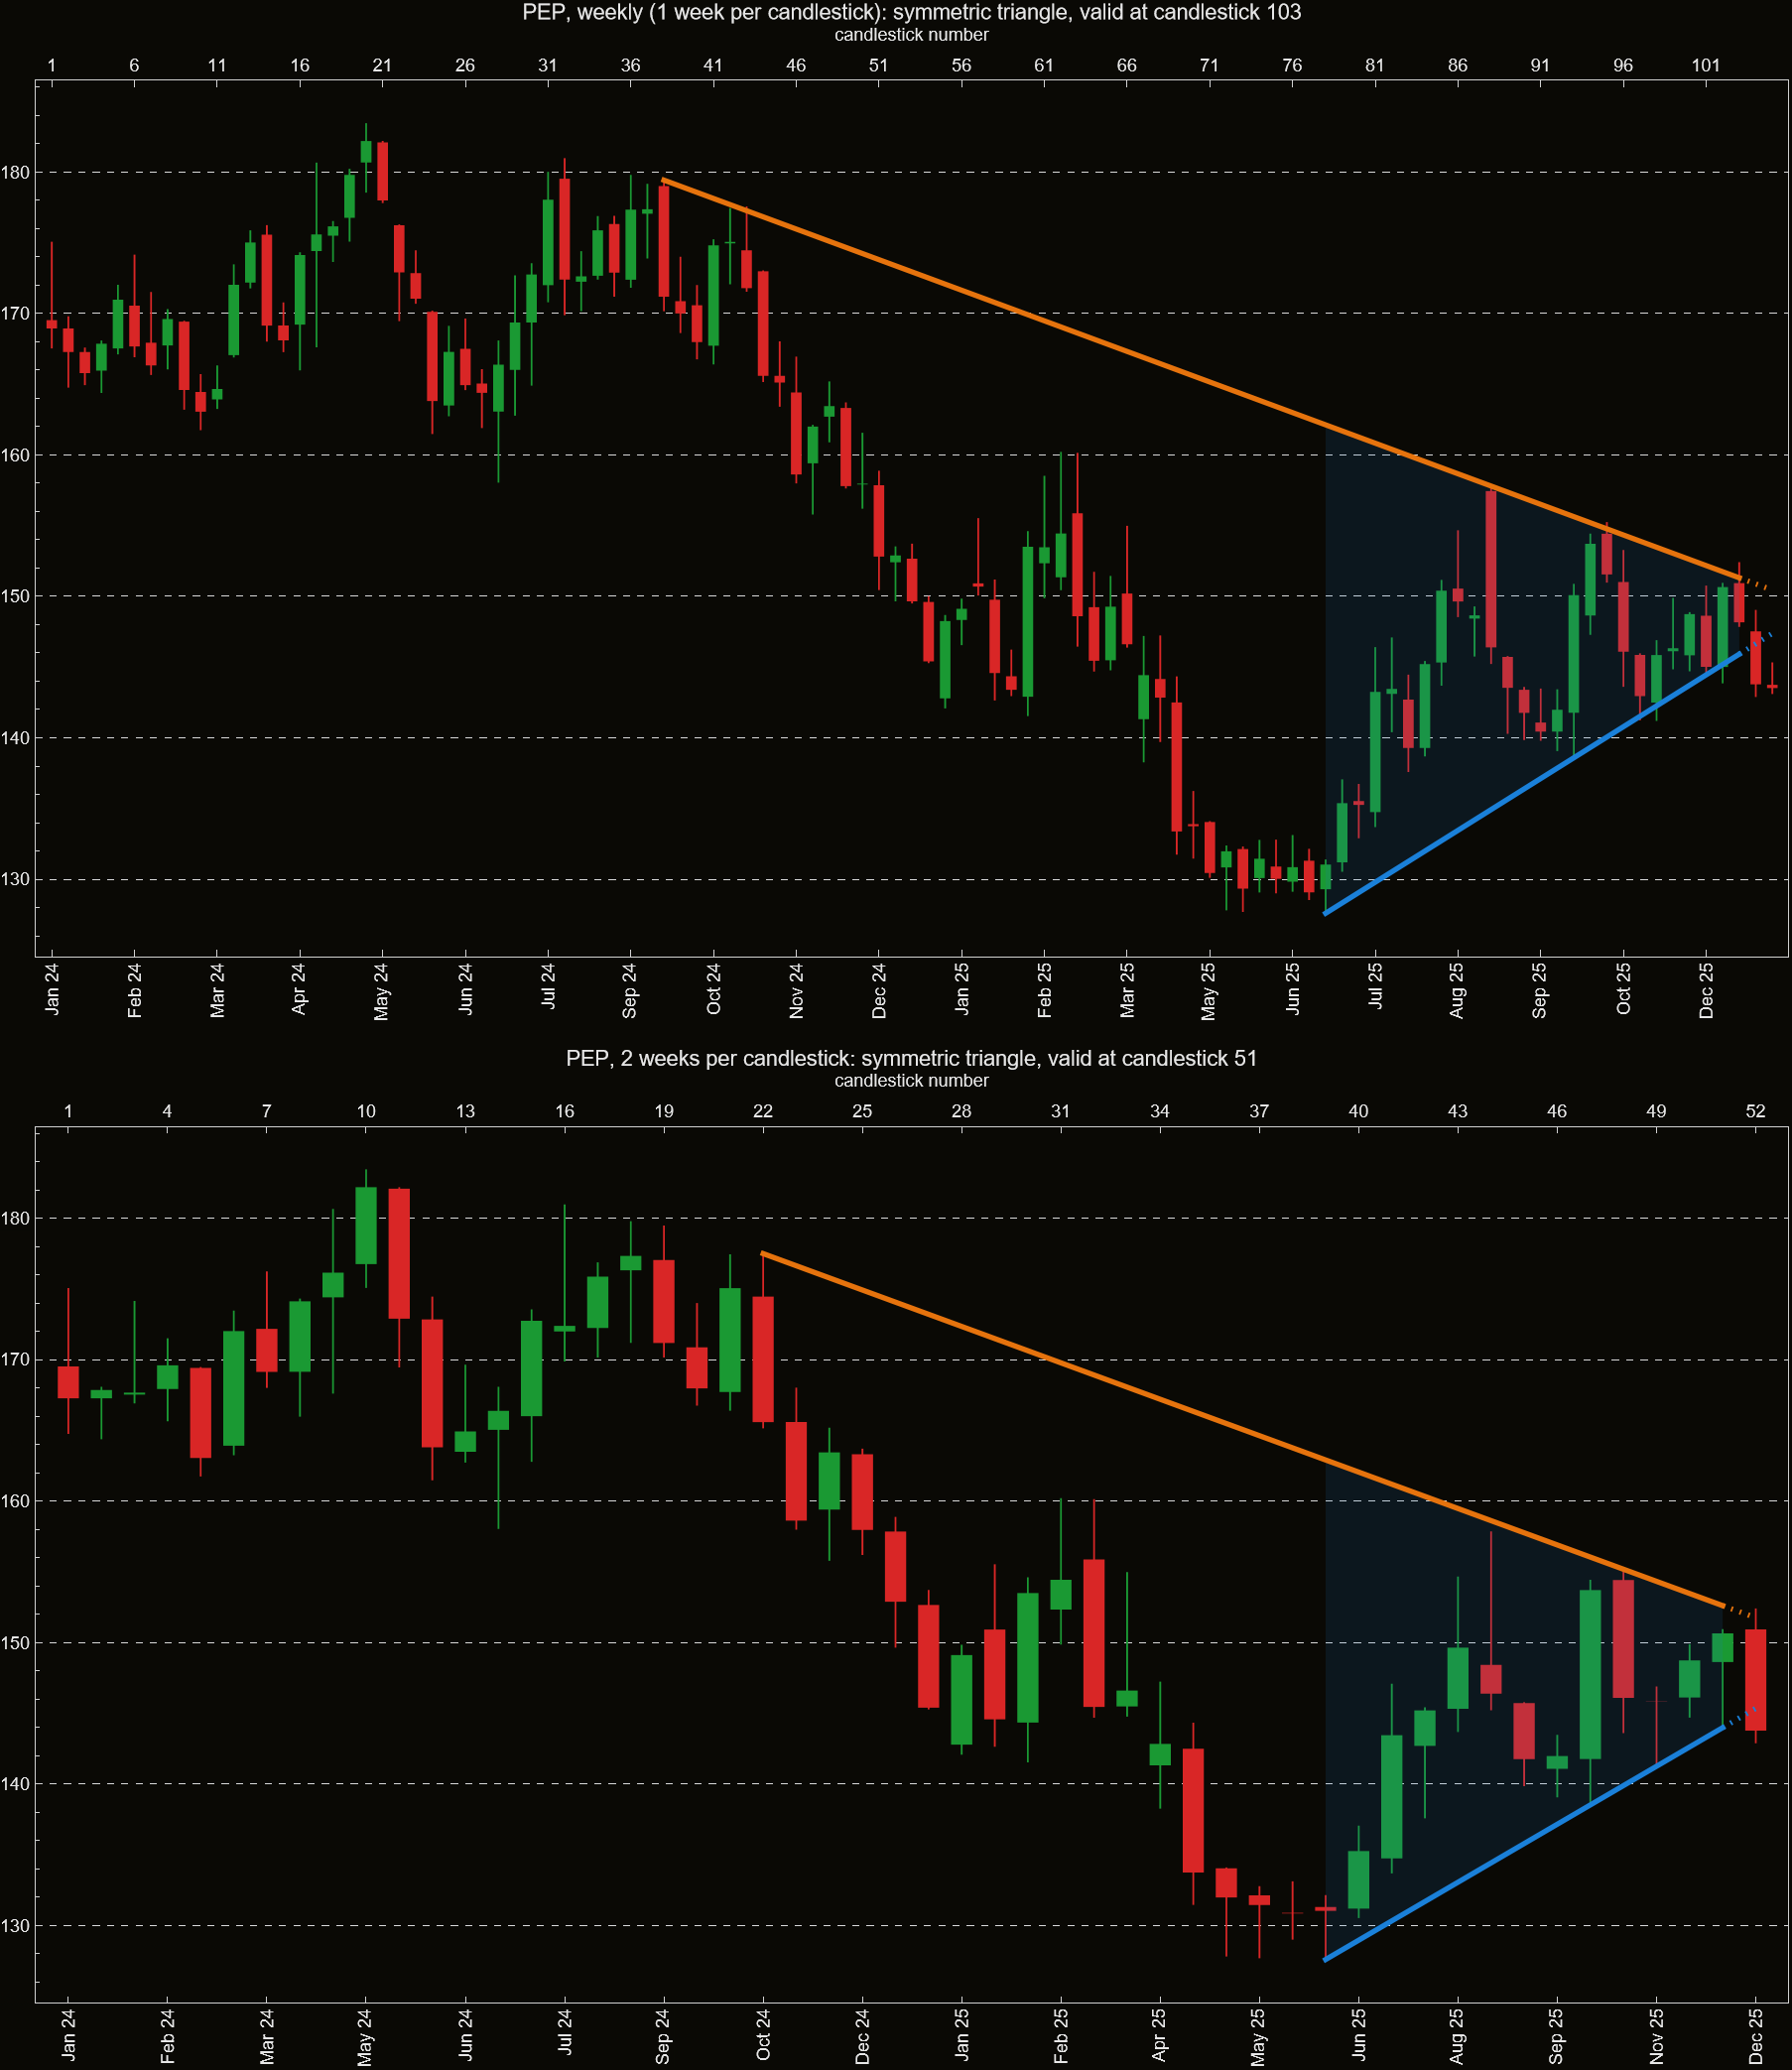 PEP, weekly (1 week per candlestick): symmetric triangle, valid at candlestick 103
candlestick number
1 6 11 16 21 26 31 36 41 46 51 56 61 66 71 76 81 86 91 96 101
180
170
160
150
140
130
Jan 24 Feb 24 Mar 24 Apr 24 May 24 Jun 24 Jul 24 Sep 24 Oct 24 Nov 24 Dec 24 Jan 25 Feb 25 Mar 25 May 25 Jun 25 Jul 25 Aug 25 Sep 25 Oct 25 Dec 25
PEP, 2 weeks per candlestick: symmetric triangle, valid at candlestick 51
candlestick number
1 4 7 10 13 16 19 22 25 28 31 34 37 40 43 46 49 52
180
170
160
150
140
130
Jan 24 Feb 24 Mar 24 May 24 Jun 24 Jul 24 Sep 24 Oct 24 Dec 24 Jan 25 Feb 25 Apr 25 May 25 Jun 25 Aug 25 Sep 25 Nov 25 Dec 25